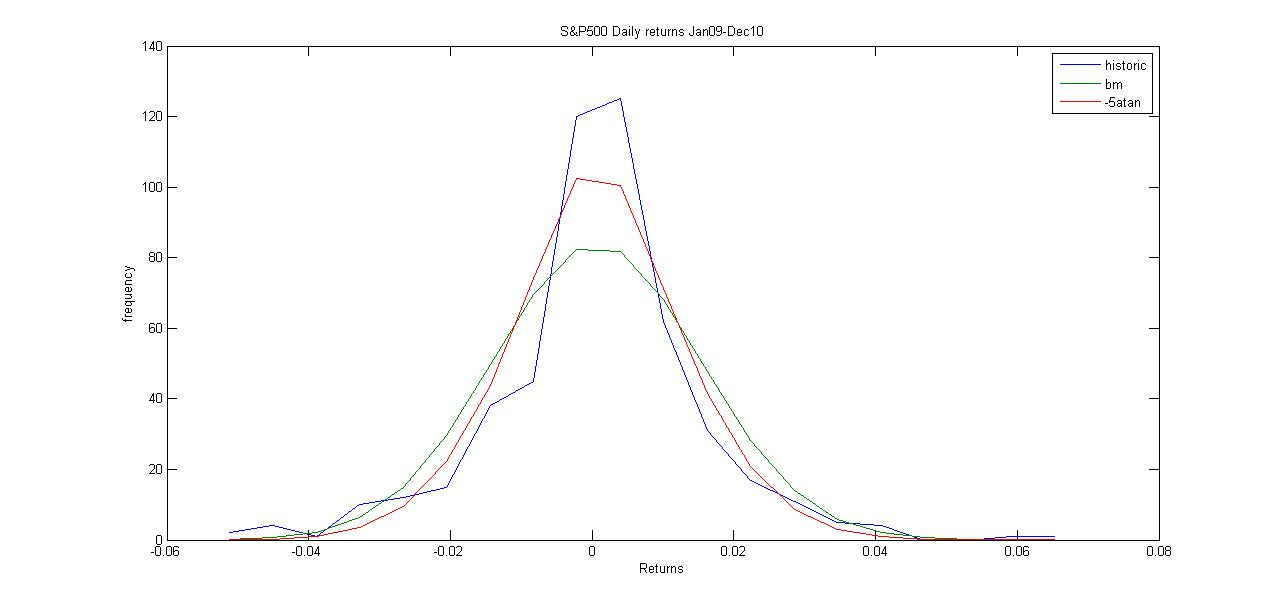 S&P500 Daily returns Jan09-Dec10
140
120
100
80
60
40
20
0
frequency
historic
bm
-5atan
-0.06 -0.04 -0.02 0 0.02 0.04 0.06 0.08
Returns